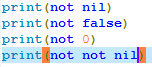 print(not nil)
print(not false)
print(not 0)
print(not not nil)